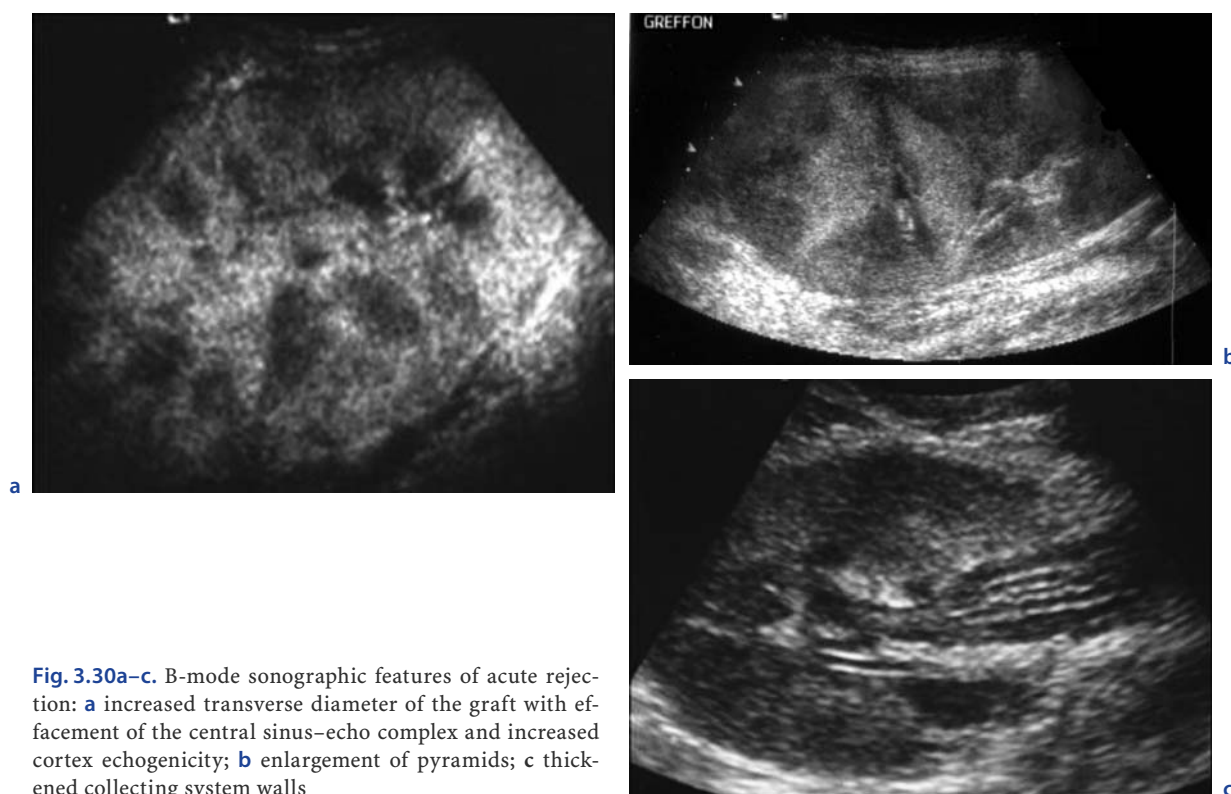 GREFFON
b
a
c
Fig. 3.30a–c. B-mode sonographic features of acute rejec-
tion: a increased transverse diameter of the graft with ef-
facement of the central sinus–echo complex and increased
cortex echogenicity; b enlargement of pyramids; c thick-
ened collecting system walls